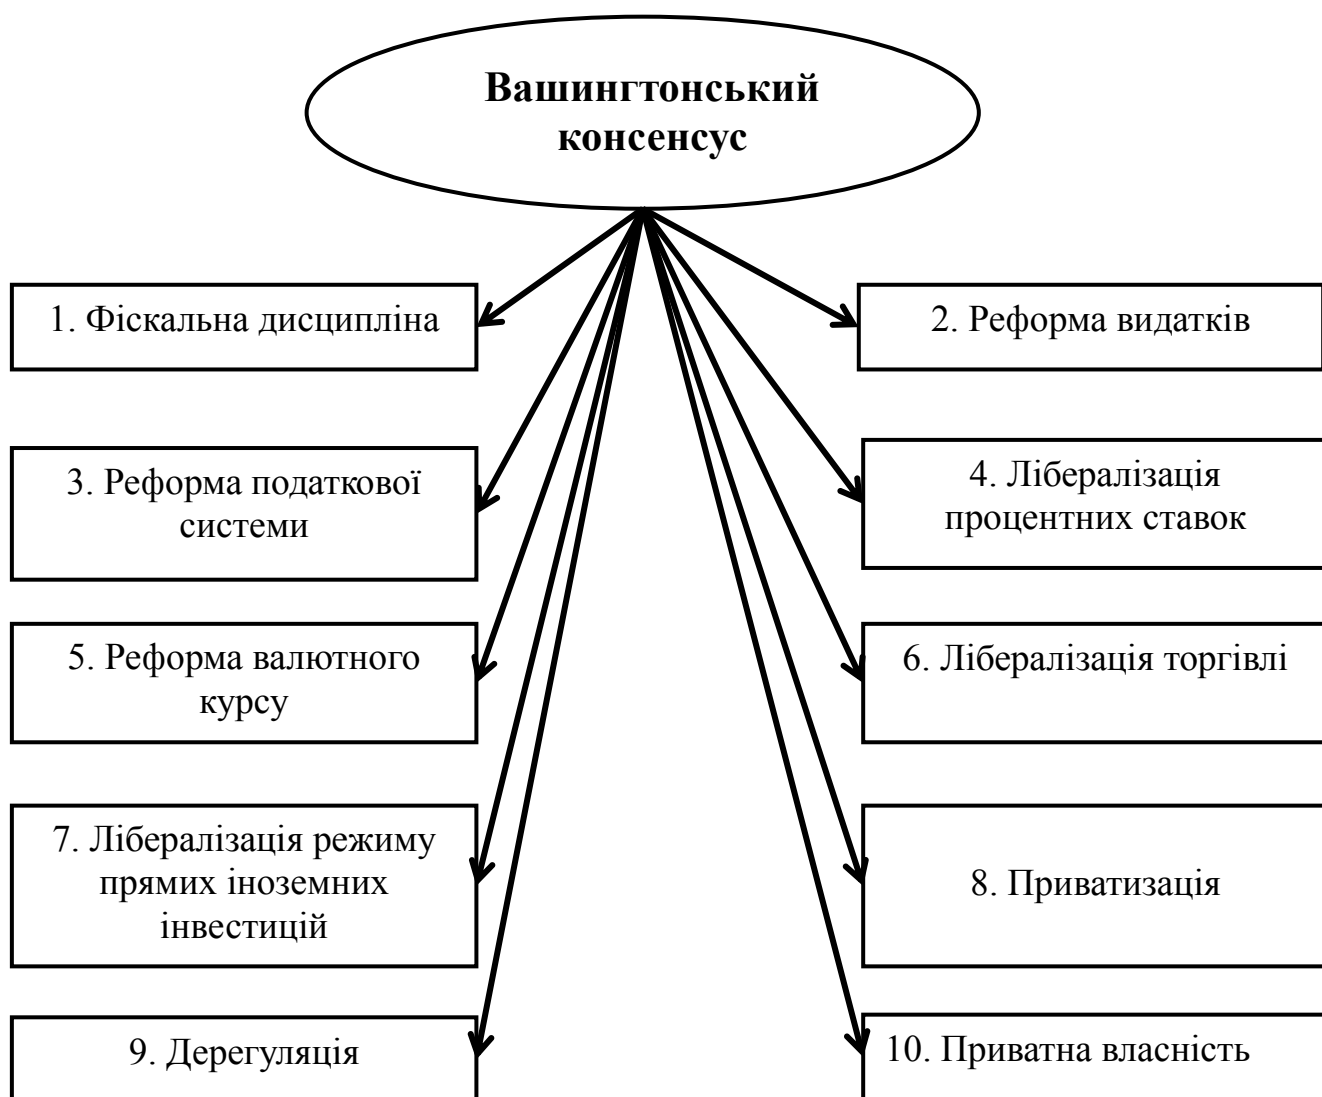 Вашингтонський
консенсус
1. Фіскальна дисципліна
2. Реформа видатків
3. Реформа податкової
системи
4. Лібералізація
процентних ставок
5. Реформа валютного
курсу
6. Лібералізація торгівлі
7. Лібералізація режиму
прямих іноземних
інвестицій
8. Приватизація
9. Дерегуляція
10. Приватна власність